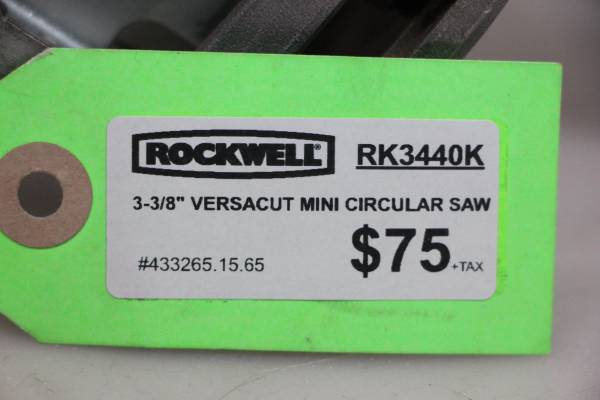 ROCKWELL® RK3440K
3-3/8" VERSACUT MINI CIRCULAR SAW
#433265.15.65 $75 +TAX